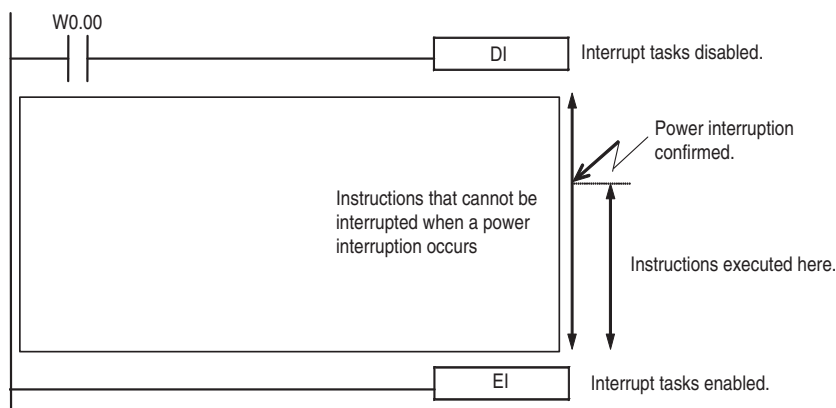 W0.00
DI
Interrupt tasks disabled.
Power interruption
confirmed.
Instructions that cannot be
interrupted when a power
interruption occurs
Instructions executed here.
EI
Interrupt tasks enabled.